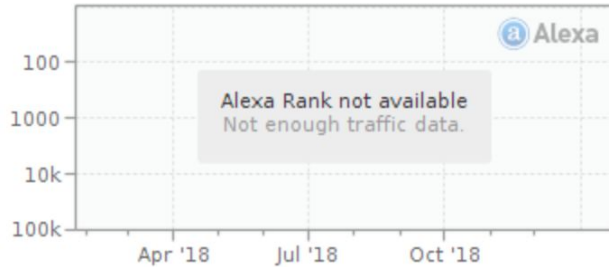 Alexa
100
Alexa Rank not available
Not enough traffic data.
1000
10k
100k
Apr '18 Jul '18 Oct '18